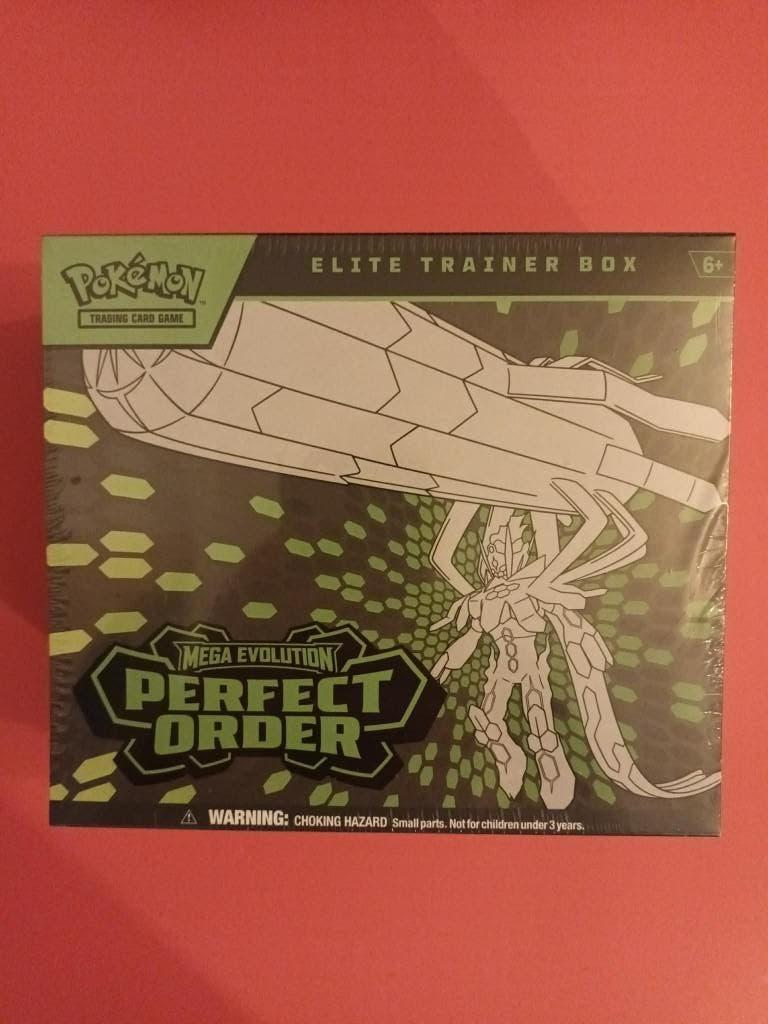 POKéMON
TM
TRADING CARD GAME
ELITE TRAINER BOX
6+
MEGA EVOLUTION
PERFECT
ORDER
WARNING: CHOKING HAZARD Small parts. Not for children under 3 years.